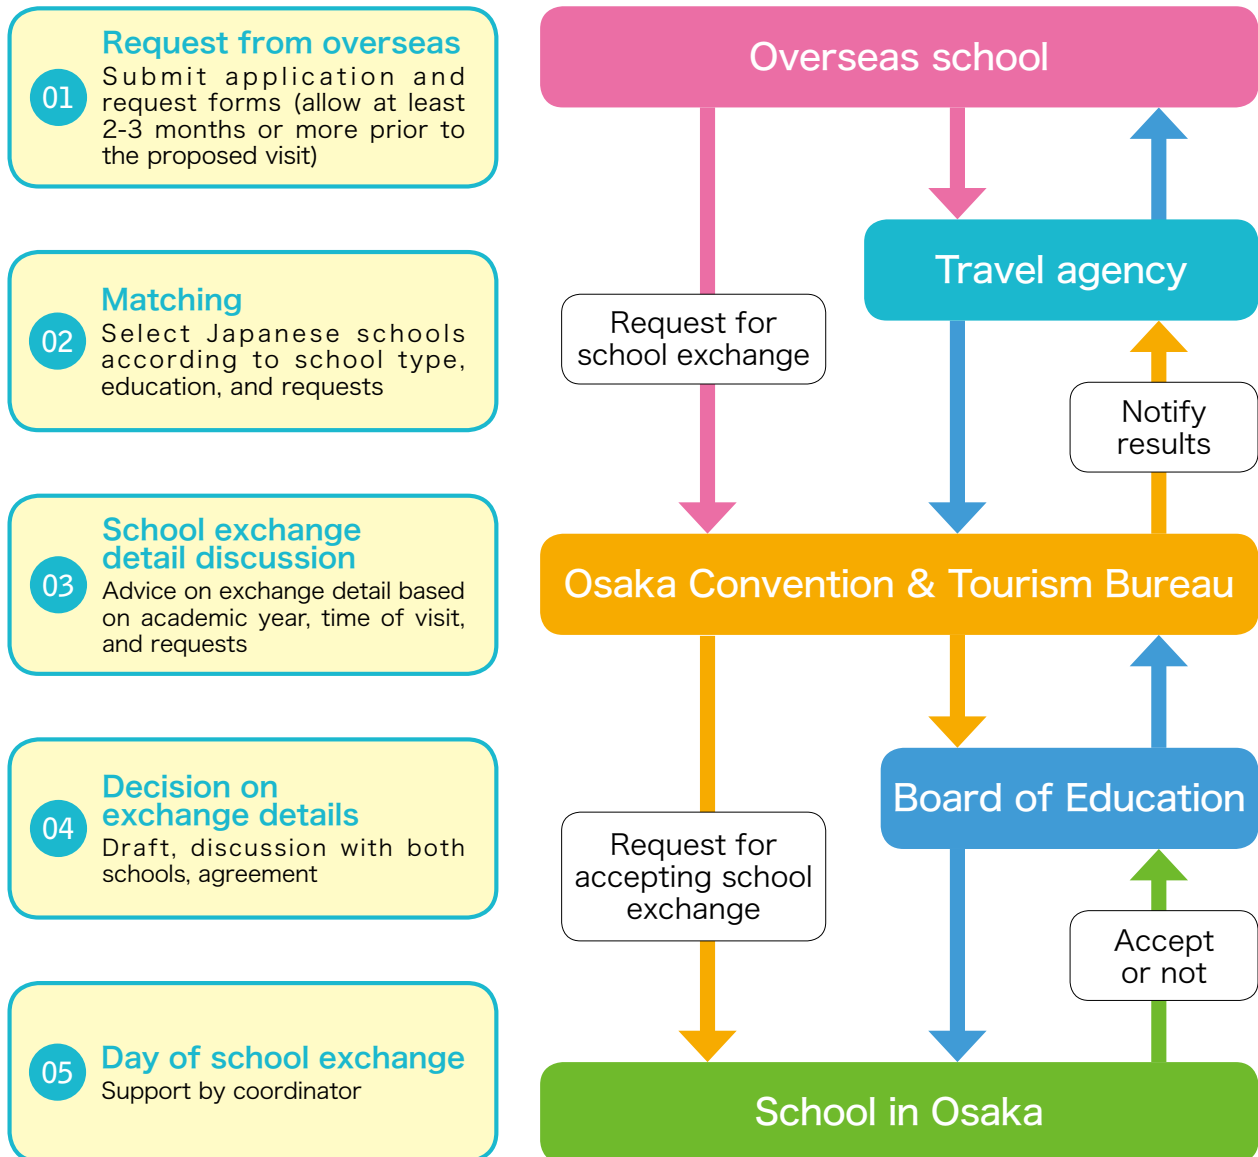 01
Request from overseas
Submit application and
request forms (allow at least
2-3 months or more prior to
the proposed visit)
02
Matching
Select Japanese schools
according to school type,
education, and requests
03
School exchange
detail discussion
Advice on exchange detail based
on academic year, time of visit,
and requests
04
Decision on
exchange details
Draft, discussion with both
schools, agreement
05
Day of school exchange
Support by coordinator
Overseas school
Travel agency
Request for
school exchange
Notify
results
Osaka Convention & Tourism Bureau
Board of Education
Request for
accepting school
exchange
Accept
or not
School in Osaka